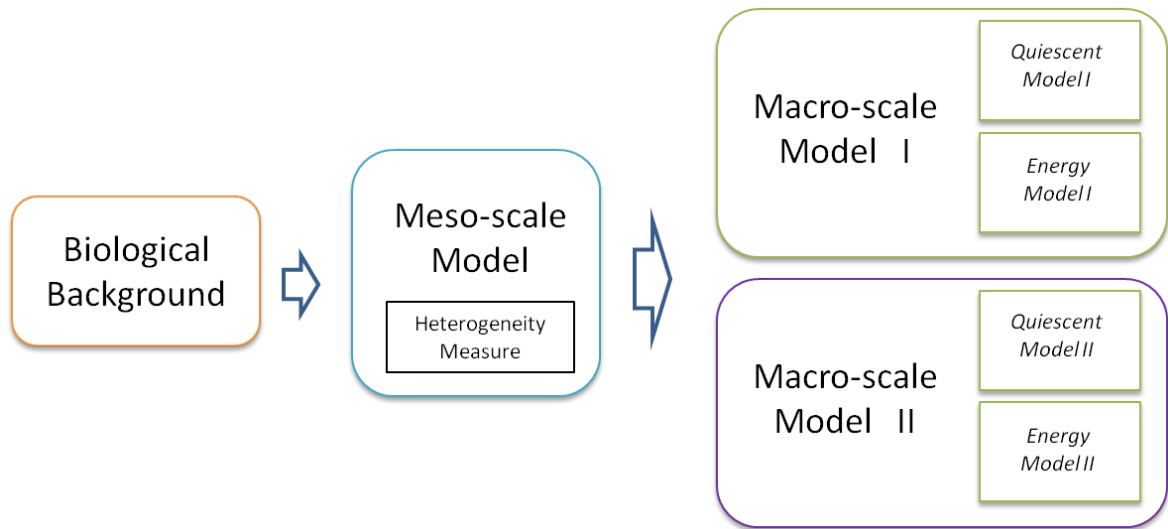 Biological
Background
Meso-scale
Model
Heterogeneity
Measure
Macro-scale
Model I
Quiescent
Model I
Energy
Model I
Macro-scale
Model II
Quiescent
Model II
Energy
Model II